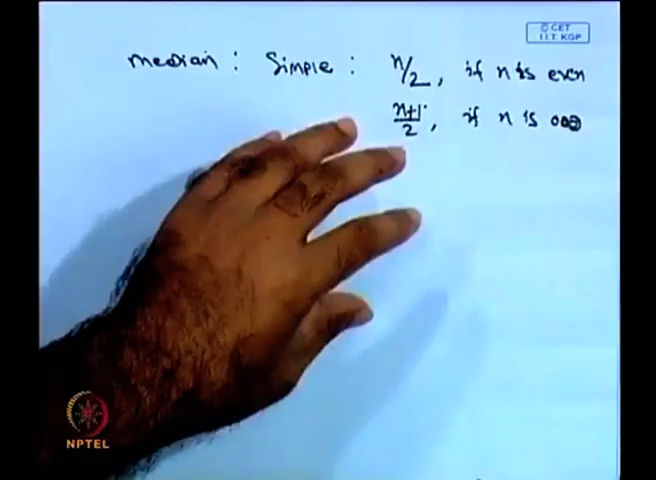 © CET
I.I.T. KGP
median : Simple : n/2, if n is even
n+1/2, if n is odd
NPTEL